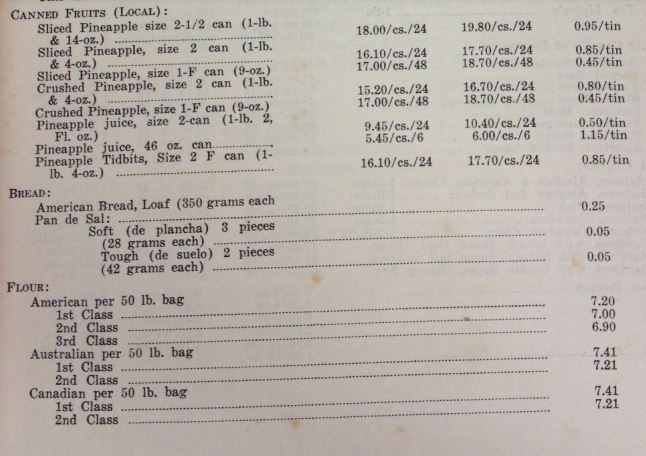 CANNED FRUITS (LOCAL):
Sliced Pineapple size 2-1/2 can (1-lb.
& 14-oz.) ........ 18.00/cs./24 19.80/cs./24 0.95/tin
Sliced Pineapple, size 2 can (1-lb.
& 4-oz.) ........ 16.10/cs./24 17.70/cs./24 0.85/tin
Sliced Pineapple, size 1-F can (9-oz.) 17.00/cs./48 18.70/cs./48 0.45/tin
Crushed Pineapple, size 2 can (1-lb.
& 4-oz.) ........ 15.20/cs./24 16.70/cs./24 0.80/tin
Crushed Pineapple, size 1-F can (9-oz.) 17.00/cs./48 18.70/cs./48 0.45/tin
Pineapple juice, size 2-can (1-lb. 2,
Fl. oz.) ........ 9.45/cs./24 10.40/cs./24 0.50/tin
Pineapple juice, 46 oz. can........ 5.45/cs./6 6.00/cs./6 1.15/tin
Pineapple Tidbits, Size 2 F can (1-
lb. 4-oz.) ........ 16.10/cs./24 17.70/cs./24 0.85/tin
BREAD:
American Bread, Loaf (350 grams each ........ 0.25
Pan de Sal:
Soft (de plancha) 3 pieces
(28 grams each) ........ 0.05
Tough (de suelo) 2 pieces
(42 grams each) ........ 0.05
FLOUR:
American per 50 lb. bag
1st Class ........ 7.20
2nd Class ........ 7.00
3rd Class ........ 6.90
Australian per 50 lb. bag
1st Class ........ 7.41
2nd Class ........ 7.21
Canadian per 50 lb. bag
1st Class ........ 7.41
2nd Class ........ 7.21